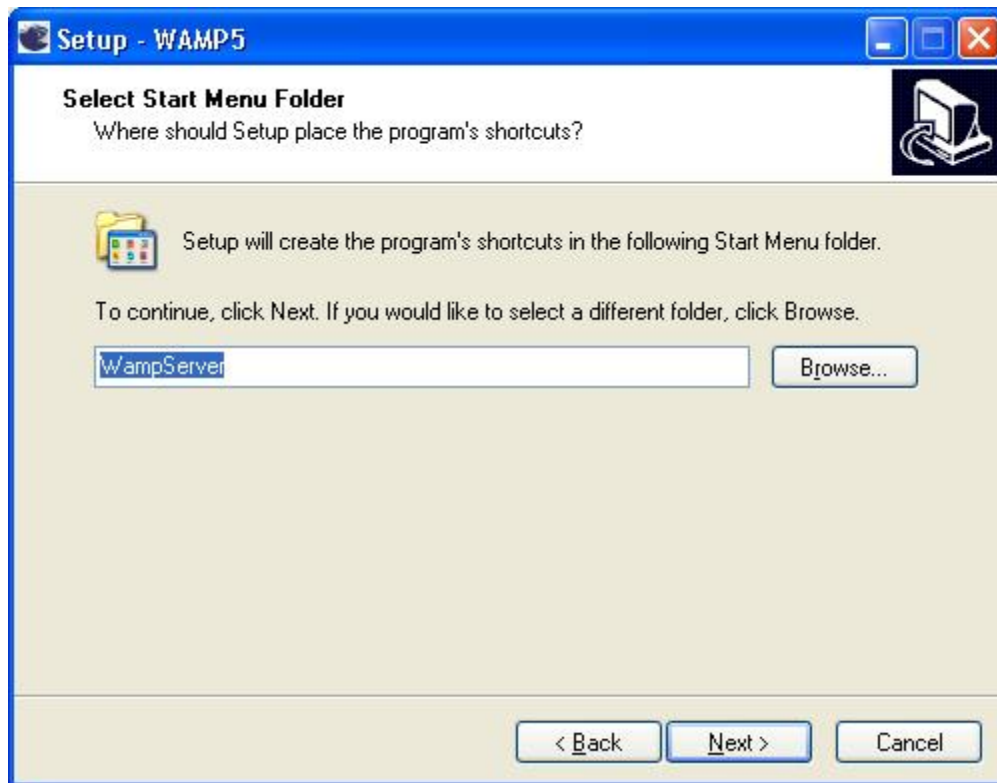 Setup - WAMP5
Select Start Menu Folder
Where should Setup place the program's shortcuts?
Setup will create the program's shortcuts in the following Start Menu folder.
To continue, click Next. If you would like to select a different folder, click Browse.
WampServer
Browse...
< Back
Next >
Cancel